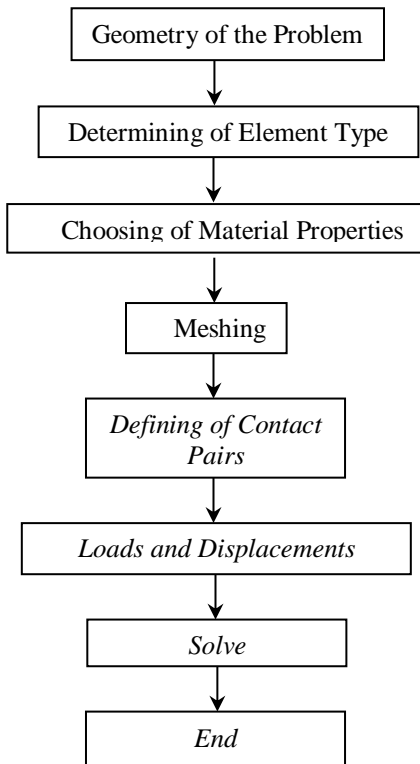 Geometry of the Problem
Determining of Element Type
Choosing of Material Properties
Meshing
Defining of Contact
Pairs
Loads and Displacements
Solve
End